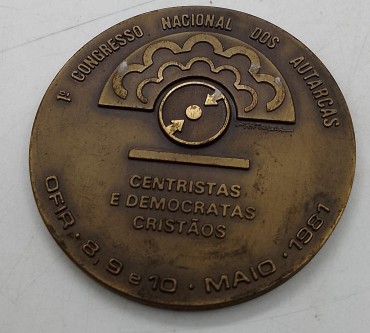 1º CONGRESSO NACIONAL DOS AUTARCAS
CENTRISTAS
E DEMOCRATAS
CRISTÃOS
OFIR · 8, 9 e 10 · MAIO · 1981